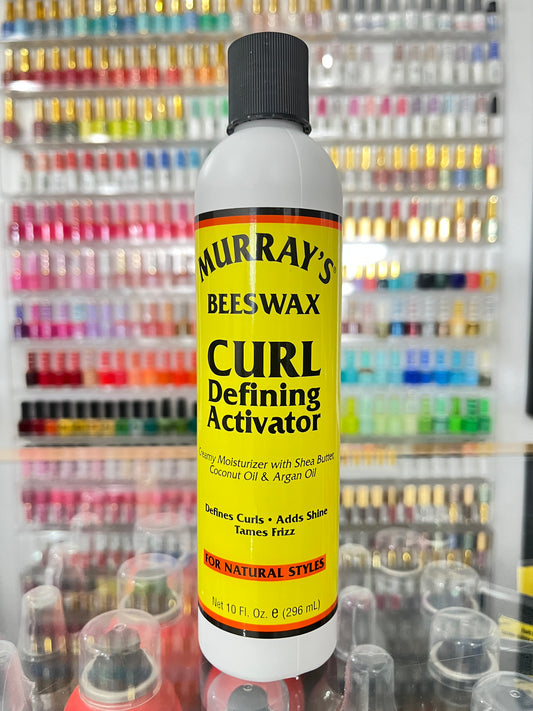 MURRAY'S
BEESWAX
CURL
Defining
Activator
Creamy Moisturizer with Shea Butter,
Coconut Oil & Argan Oil
Defines Curls • Adds Shine
Tames Frizz
FOR NATURAL STYLES
Net 10 Fl. Oz. e (296 mL)